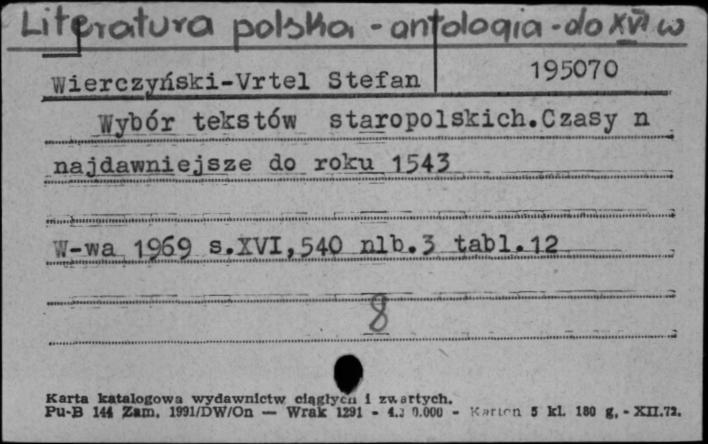 Literatura polska - antologia - do XVI w
Wierczyński-Vrtel Stefan 195070
Wybór tekstów staropolskich.Czasy n
najdawniejsze do roku 1543
W-wa 1969 s.XVI,540 nlb.3 tabl.12
8
Karta katalogowa wydawnictw ciągłych i zwartych.
Pu-B 144 Zam. 1991/DW/On — Wrak 1291 - 0.000 - Karton 5 kl. 180 g. - XII.72.